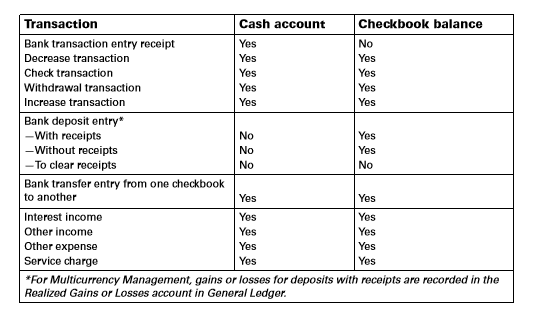 Transaction Cash account Checkbook balance
Bank transaction entry receipt Yes No
Decrease transaction Yes Yes
Check transaction Yes Yes
Withdrawal transaction Yes Yes
Increase transaction Yes Yes
Bank deposit entry*
—With receipts No Yes
—Without receipts No Yes
—To clear receipts No No
Bank transfer entry from one checkbook
to another Yes Yes
Interest income Yes Yes
Other income Yes Yes
Other expense Yes Yes
Service charge Yes Yes
*For Multicurrency Management, gains or losses for deposits with receipts are recorded in the
Realized Gains or Losses account in General Ledger.